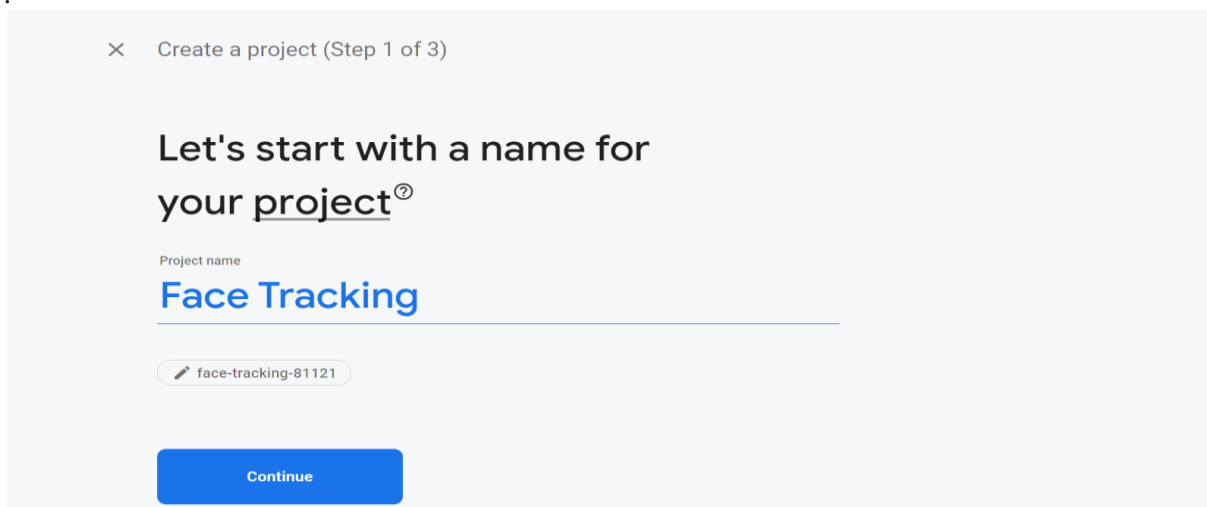 Create a project (Step 1 of 3)
Let's start with a name for
your project
Project name
Face Tracking
face-tracking-81121
Continue